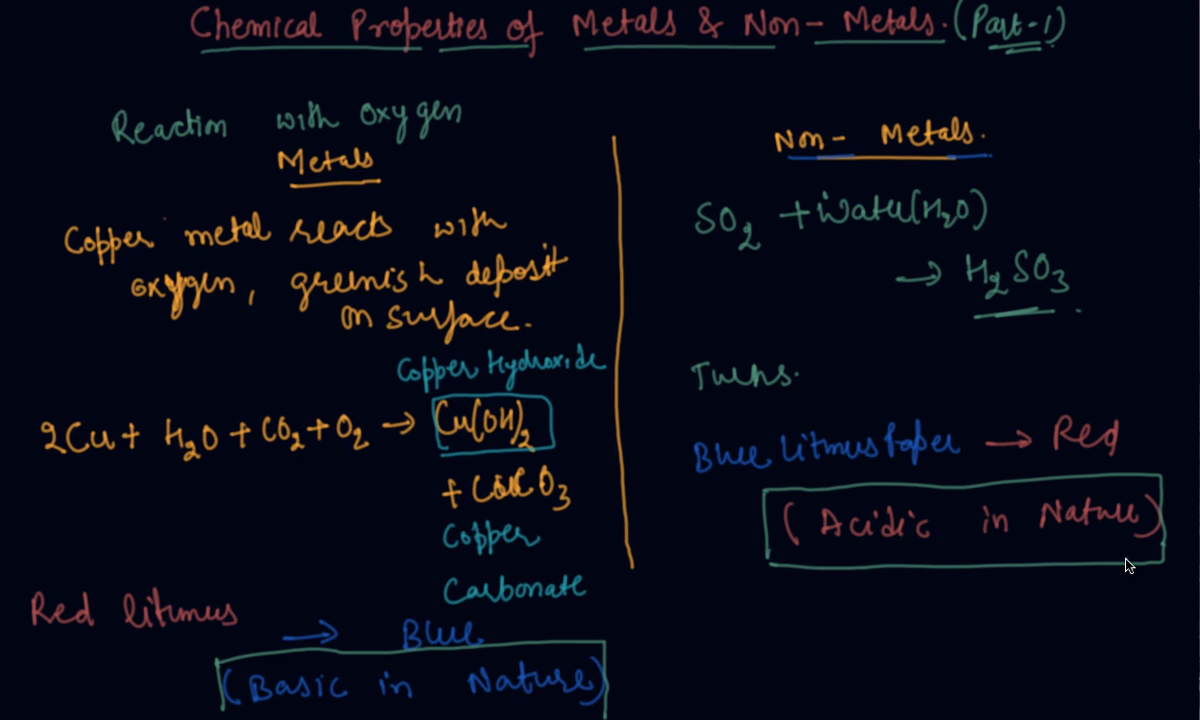 Chemical Properties of Metals & Non-Metals. (Part-1)
Reaction with oxygen
Metals
Copper metal reacts with
oxygen, greenish deposit
on surface.
Copper Hydroxide
2Cu + H2O + CO2 + O2 → Cu(OH)2
+ CuCO3
Copper
Carbonate
Red litmus
→ Blue
(Basic in Nature)
Non-Metals.
SO2 + Water(H2O)
→ H2SO3
Turns.
Blue litmus Paper → Red
(Acidic in Nature)